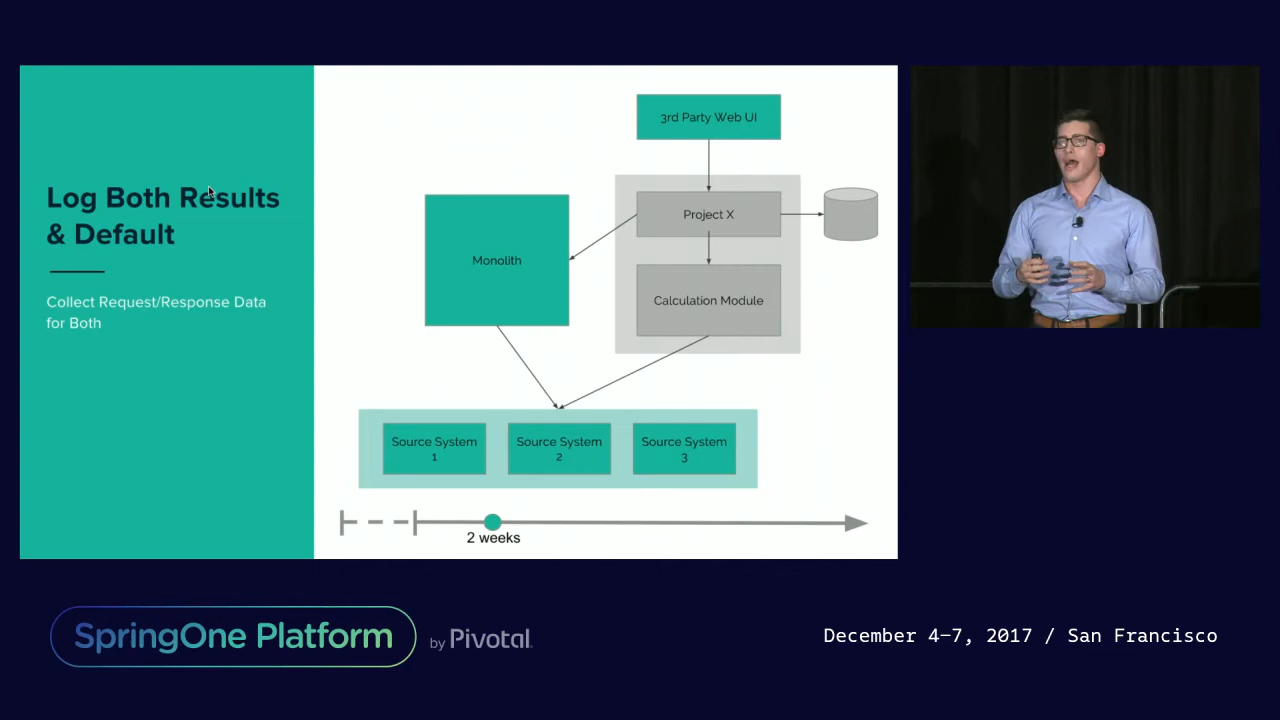 Log Both Results
& Default
Collect Request/Response Data
for Both
3rd Party Web UI
Project X
Monolith
Calculation Module
Source System
1
Source System
2
Source System
3
2 weeks
SpringOne Platform
by Pivotal.
December 4–7, 2017 / San Francisco